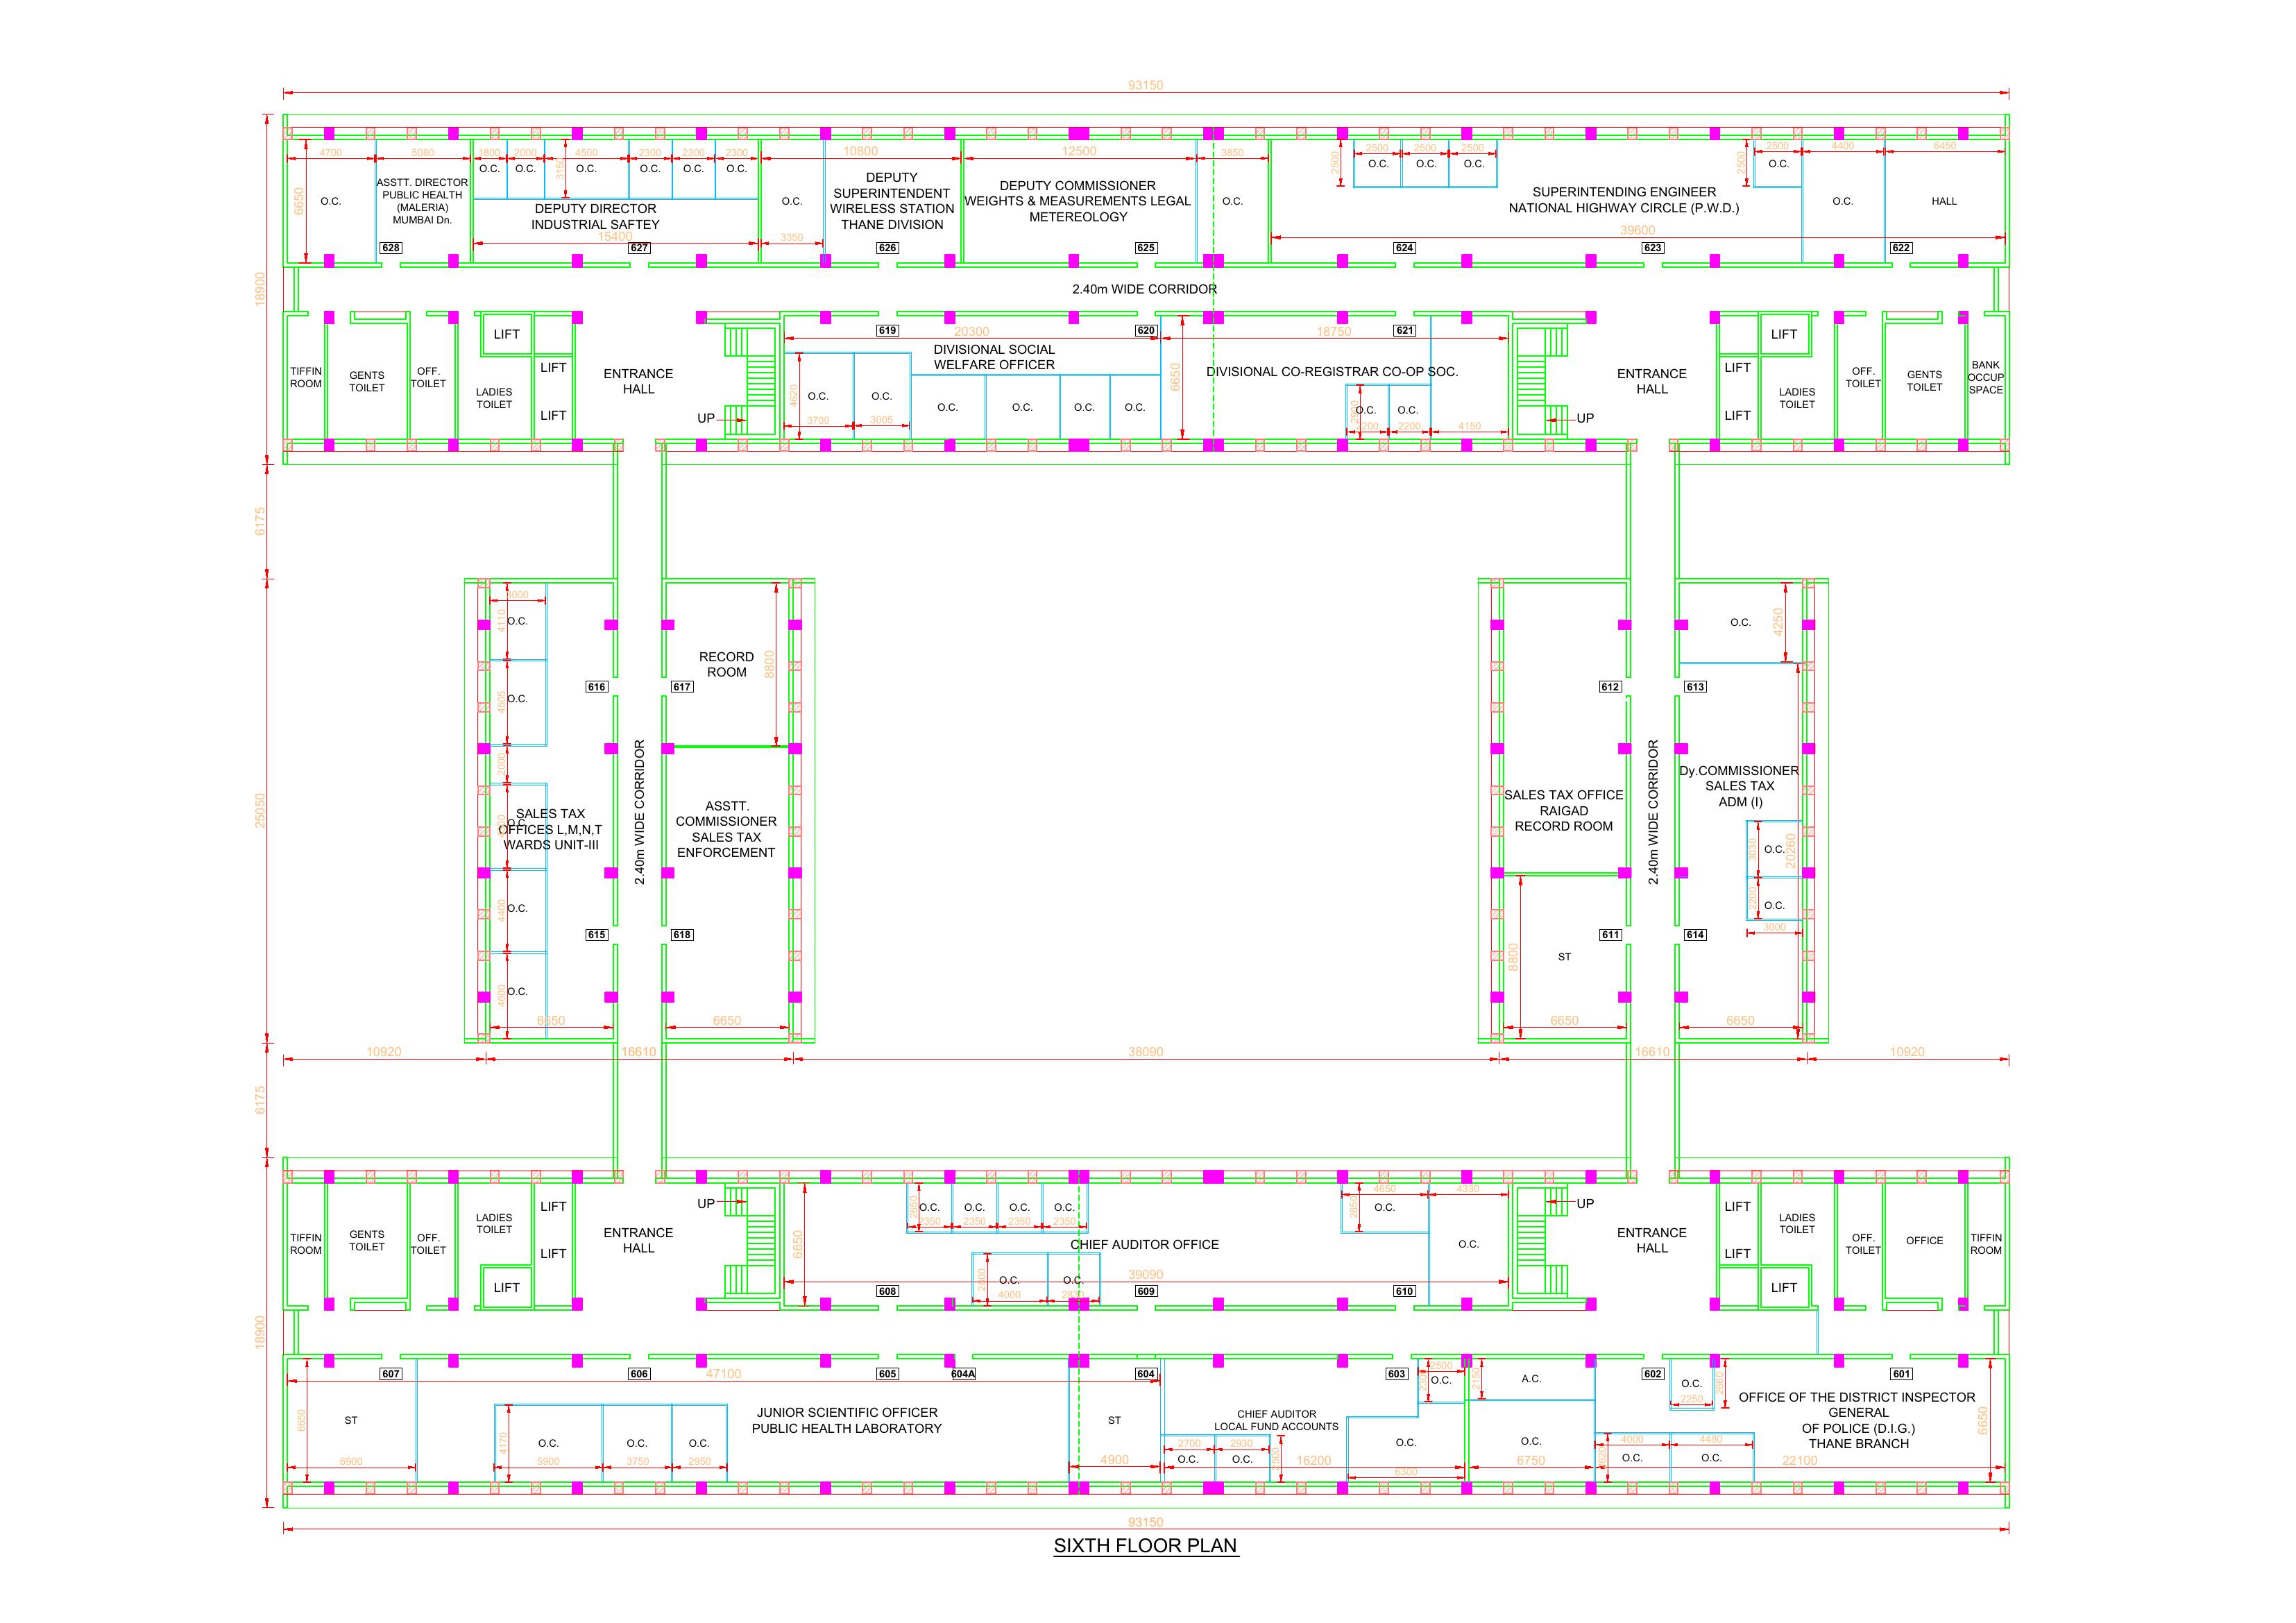 93150
4700
5080
1800
2000
4500
2300
2300
2300
10800
12500
3850
2500
2500
2500
2500
4400
6450
6650
3150
2500
2500
O.C.
O.C.
O.C.
O.C.
O.C.
O.C.
O.C.
O.C.
O.C.
O.C.
O.C.
O.C.
O.C.
O.C.
ASSTT. DIRECTOR
PUBLIC HEALTH
(MALERIA)
MUMBAI Dn.
DEPUTY DIRECTOR
INDUSTRIAL SAFTEY
DEPUTY
SUPERINTENDENT
WIRELESS STATION
THANE DIVISION
DEPUTY COMMISSIONER
WEIGHTS & MEASUREMENTS LEGAL
METEREOLOGY
SUPERINTENDING ENGINEER
NATIONAL HIGHWAY CIRCLE (P.W.D.)
HALL
15400
3350
39600
628
627
626
625
624
623
622
18900
2.40m WIDE CORRIDOR
619
20300
620
18750
621
LIFT
LIFT
LIFT
TIFFIN
ROOM
GENTS
TOILET
OFF.
TOILET
LADIES
TOILET
ENTRANCE
HALL
UP
DIVISIONAL SOCIAL
WELFARE OFFICER
4620
O.C.
O.C.
O.C.
O.C.
O.C.
O.C.
3700
3005
6650
DIVISIONAL CO-REGISTRAR CO-OP SOC.
O.C.
O.C.
2200
2200
4150
UP
ENTRANCE
HALL
LIFT
LIFT
LIFT
LADIES
TOILET
OFF.
TOILET
GENTS
TOILET
BANK
OCCUP
SPACE
6175
25050
3000
4110
O.C.
4505
O.C.
2000
O.C.
SALES TAX
OFFICES L,M,N,T
WARDS UNIT-III
4400
O.C.
4600
O.C.
6650
616
615
2.40m WIDE CORRIDOR
617
618
RECORD
ROOM
8800
ASSTT.
COMMISSIONER
SALES TAX
ENFORCEMENT
6650
612
611
SALES TAX OFFICE
RAIGAD
RECORD ROOM
ST
8800
6650
2.40m WIDE CORRIDOR
613
614
O.C.
4250
Dy.COMMISSIONER
SALES TAX
ADM (I)
3030
O.C.
20260
2200
O.C.
3000
6650
10920
16610
38090
16610
10920
6175
18900
TIFFIN
ROOM
GENTS
TOILET
OFF.
TOILET
LADIES
TOILET
LIFT
LIFT
LIFT
ENTRANCE
HALL
UP
6650
2650
O.C.
O.C.
O.C.
O.C.
2350
2350
2350
2350
CHIEF AUDITOR OFFICE
2800
O.C.
O.C.
39090
4000
2830
4650
4330
2650
O.C.
O.C.
608
609
610
UP
ENTRANCE
HALL
LIFT
LIFT
LIFT
LADIES
TOILET
OFF.
TOILET
OFFICE
TIFFIN
ROOM
607
606
47100
605
604A
604
603
602
601
6650
ST
6900
4170
O.C.
O.C.
O.C.
5900
3750
2950
JUNIOR SCIENTIFIC OFFICER
PUBLIC HEALTH LABORATORY
ST
4900
CHIEF AUDITOR
LOCAL FUND ACCOUNTS
2700
2930
O.C.
O.C.
2500
16200
2500
O.C.
O.C.
6300
2150
A.C.
O.C.
6750
O.C.
2250
2860
2620
4000
4480
O.C.
O.C.
OFFICE OF THE DISTRICT INSPECTOR
GENERAL
OF POLICE (D.I.G.)
THANE BRANCH
22100
6650
93150
SIXTH FLOOR PLAN